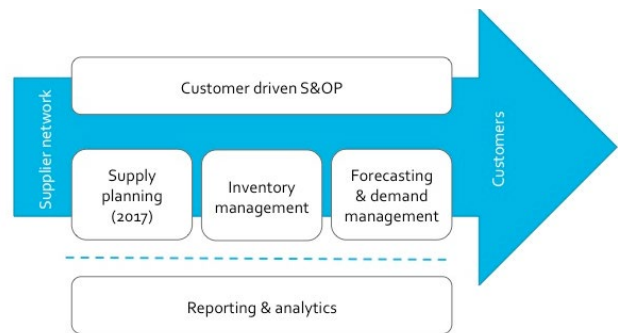 Customer driven S&OP
Supplier network
Supply
planning
(2017)
Inventory
management
Forecasting
& demand
management
Customers
Reporting & analytics